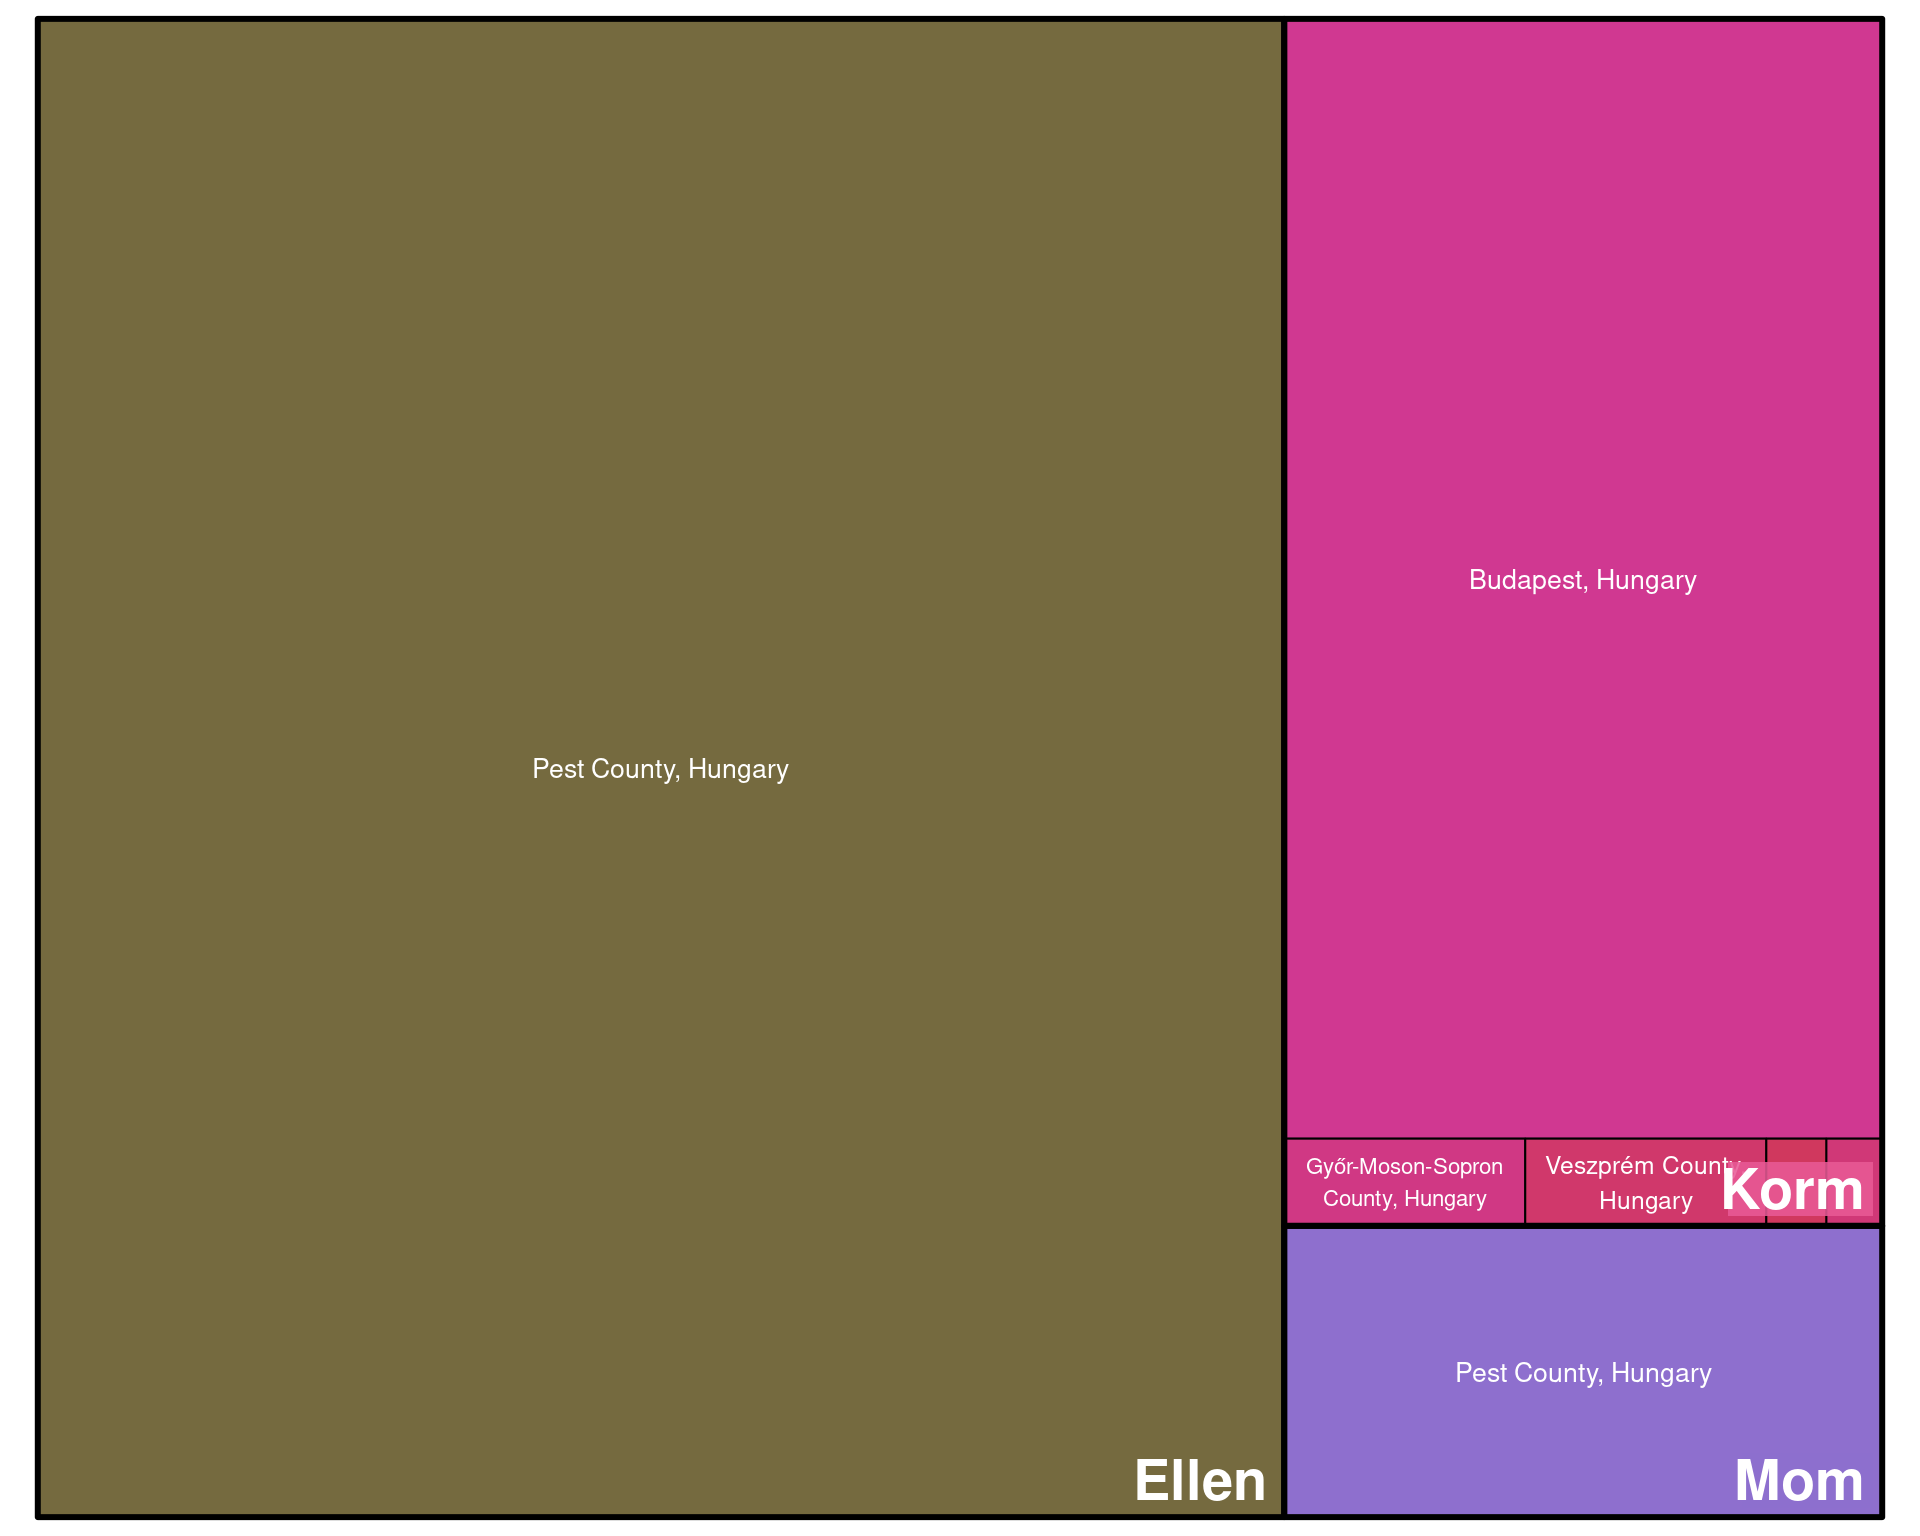 Pest County, Hungary
Ellen
Budapest, Hungary
Győr-Moson-Sopron
County, Hungary
Veszprém County
Hungary
Korm
Pest County, Hungary
Mom